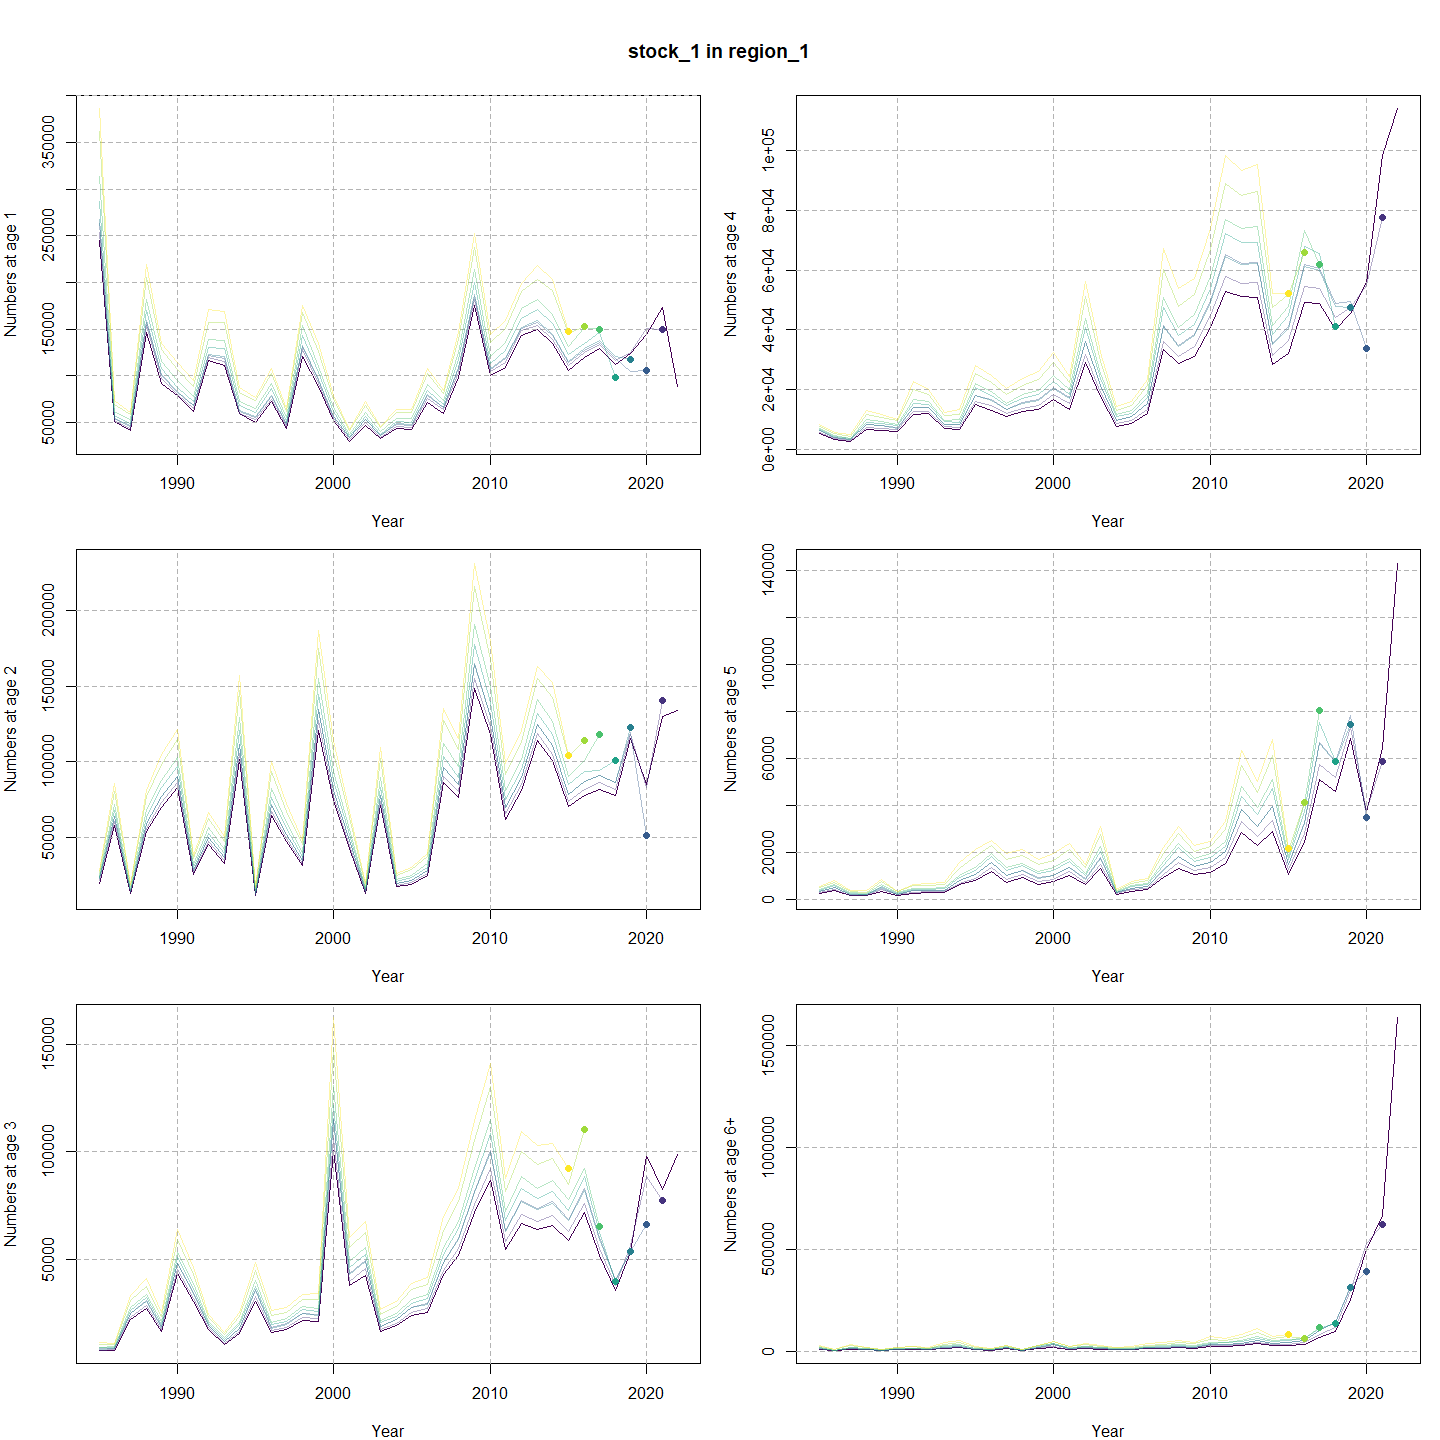 stock_1 in region_1
Numbers at age 1
50000 150000 250000 350000
1990 2000 2010 2020
Year
Numbers at age 4
0e+00 2e+04 4e+04 6e+04 8e+04 1e+05
1990 2000 2010 2020
Year
Numbers at age 2
50000 100000 150000 200000
1990 2000 2010 2020
Year
Numbers at age 5
0 20000 60000 100000 140000
1990 2000 2010 2020
Year
Numbers at age 3
50000 100000 150000
1990 2000 2010 2020
Year
Numbers at age 6+
0 500000 1000000 1500000
1990 2000 2010 2020
Year